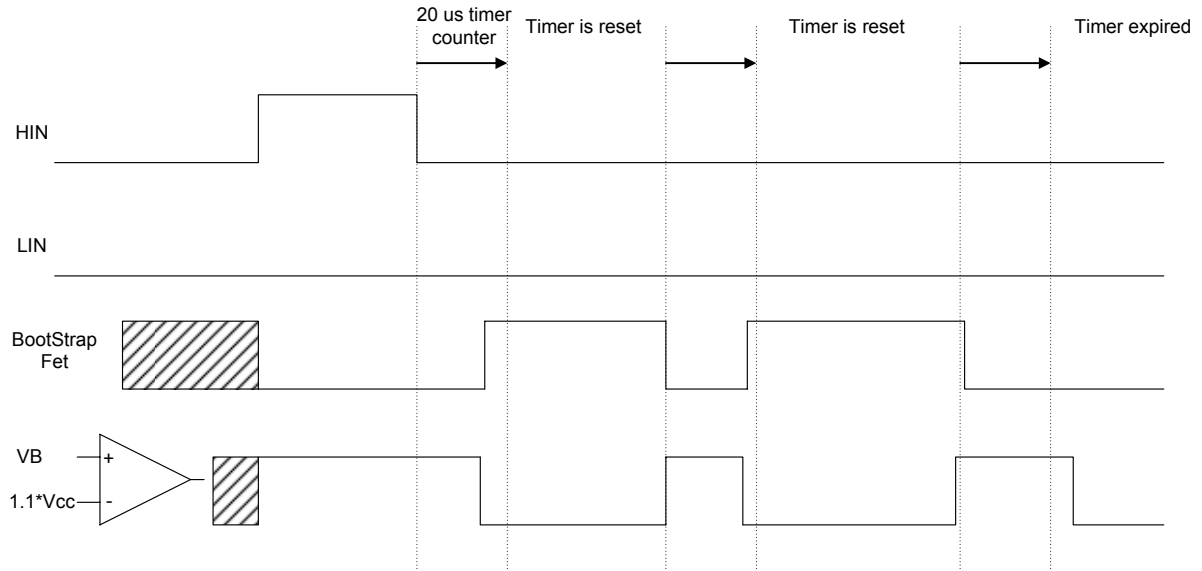 20 us timer
counter
Timer is reset
Timer is reset
Timer expired
HIN
LIN
BootStrap
Fet
VB
+
1.1*Vcc
-